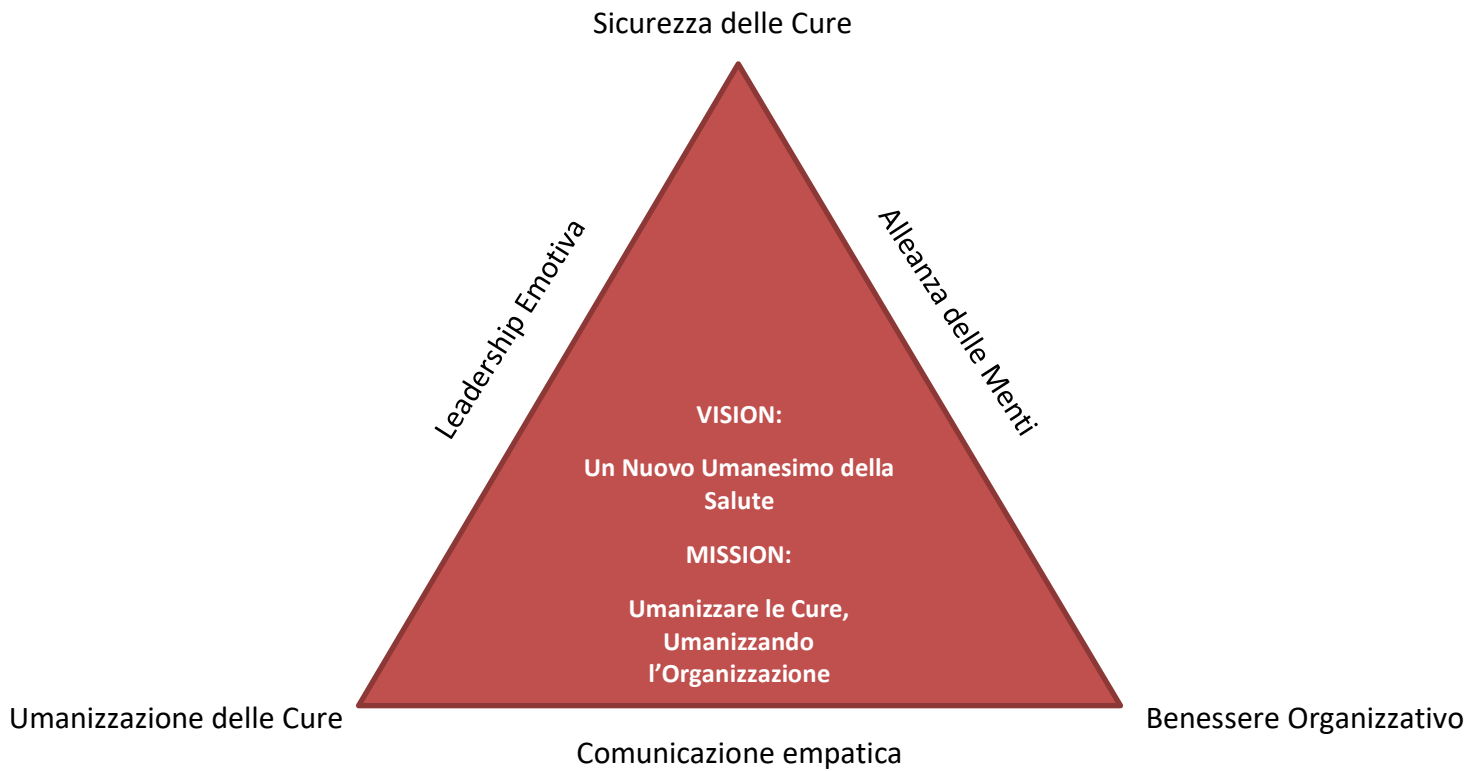 Sicurezza delle Cure
Leadership Emotiva
Alleanza delle Menti
VISION:
Un Nuovo Umanesimo della
Salute
MISSION:
Umanizzare le Cure,
Umanizzando
l’Organizzazione
Umanizzazione delle Cure
Benessere Organizzativo
Comunicazione empatica